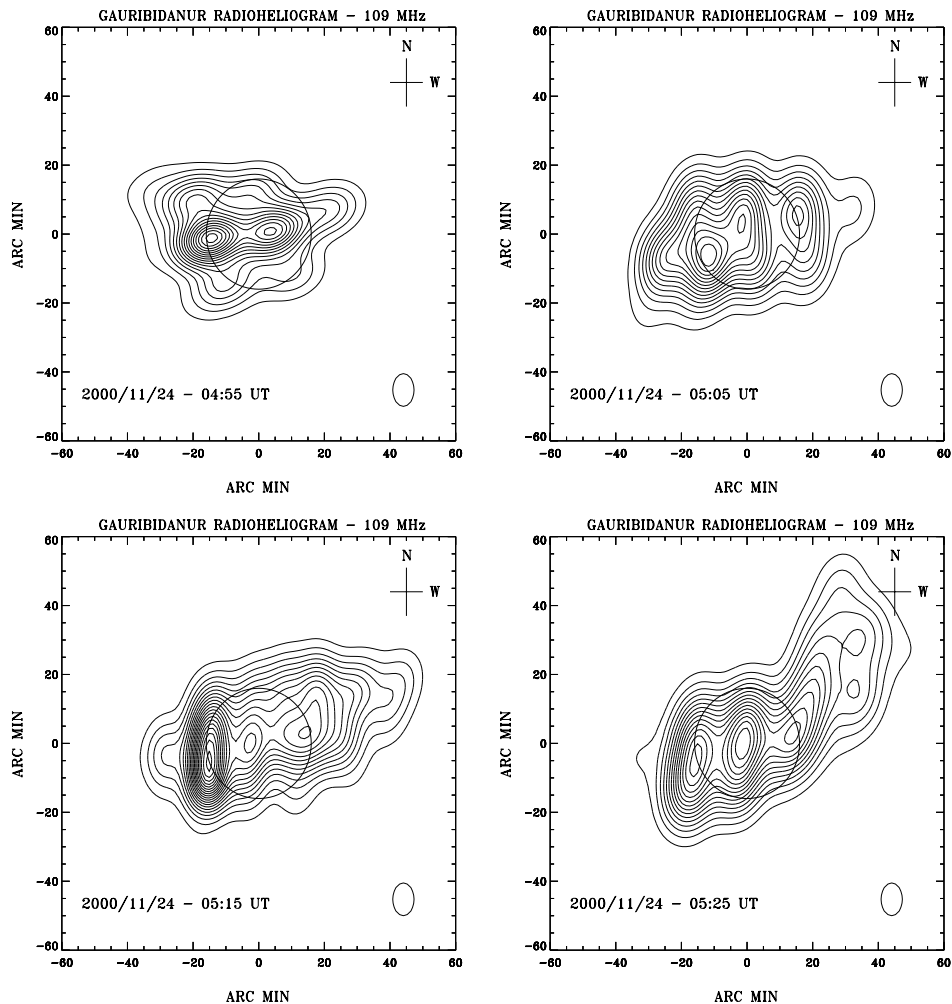 GAURIBIDANUR RADIOHELIOGRAM – 109 MHz
60
N
W
40
20
0
−20
−40
−60
ARC MIN
2000/11/24 – 04:55 UT
−60 −40 −20 0 20 40 60
ARC MIN
GAURIBIDANUR RADIOHELIOGRAM – 109 MHz
60
N
W
40
20
0
−20
−40
−60
ARC MIN
2000/11/24 – 05:05 UT
−60 −40 −20 0 20 40 60
ARC MIN
GAURIBIDANUR RADIOHELIOGRAM – 109 MHz
60
N
W
40
20
0
−20
−40
−60
ARC MIN
2000/11/24 – 05:15 UT
−60 −40 −20 0 20 40 60
ARC MIN
GAURIBIDANUR RADIOHELIOGRAM – 109 MHz
60
N
W
40
20
0
−20
−40
−60
ARC MIN
2000/11/24 – 05:25 UT
−60 −40 −20 0 20 40 60
ARC MIN